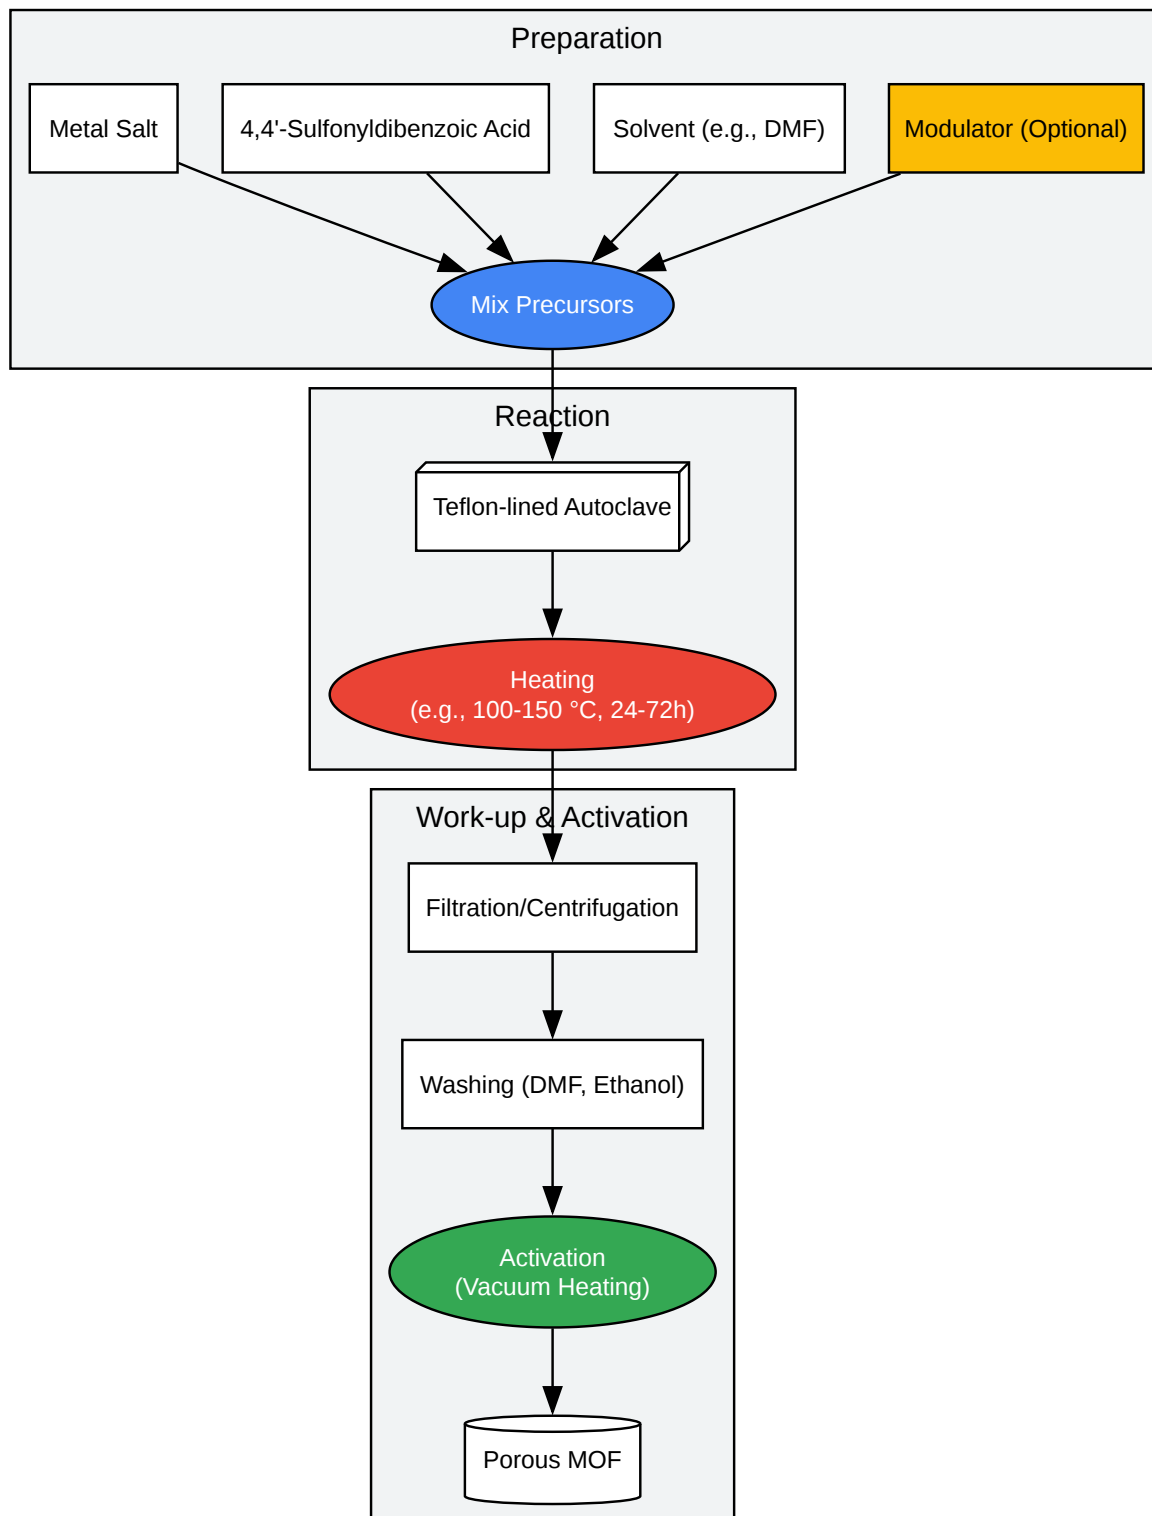 Preparation
Metal Salt
4,4'-Sulfonyldibenzoic Acid
Solvent (e.g., DMF)
Modulator (Optional)
Mix Precursors
Reaction
Teflon-lined Autoclave
Heating
(e.g., 100-150 °C, 24-72h)
Work-up & Activation
Filtration/Centrifugation
Washing (DMF, Ethanol)
Activation
(Vacuum Heating)
Porous MOF